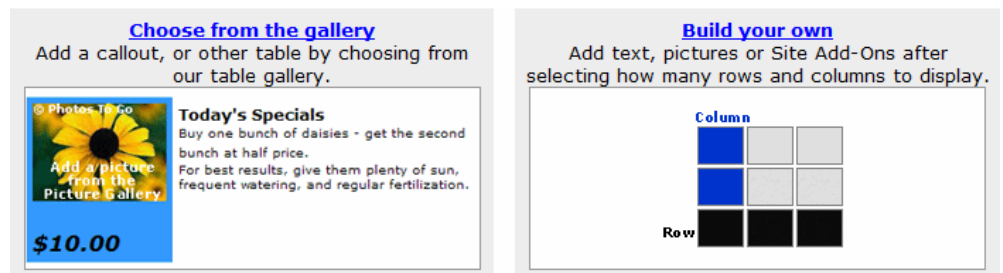 Choose from the gallery
Add a callout, or other table by choosing from
our table gallery.
© Photos To Go
Add a picture
from the
Picture Gallery
$10.00
Today's Specials
Buy one bunch of daisies - get the second
bunch at half price.
For best results, give them plenty of sun,
frequent watering, and regular fertilization.
Build your own
Add text, pictures or Site Add-Ons after
selecting how many rows and columns to display.
Column
Row